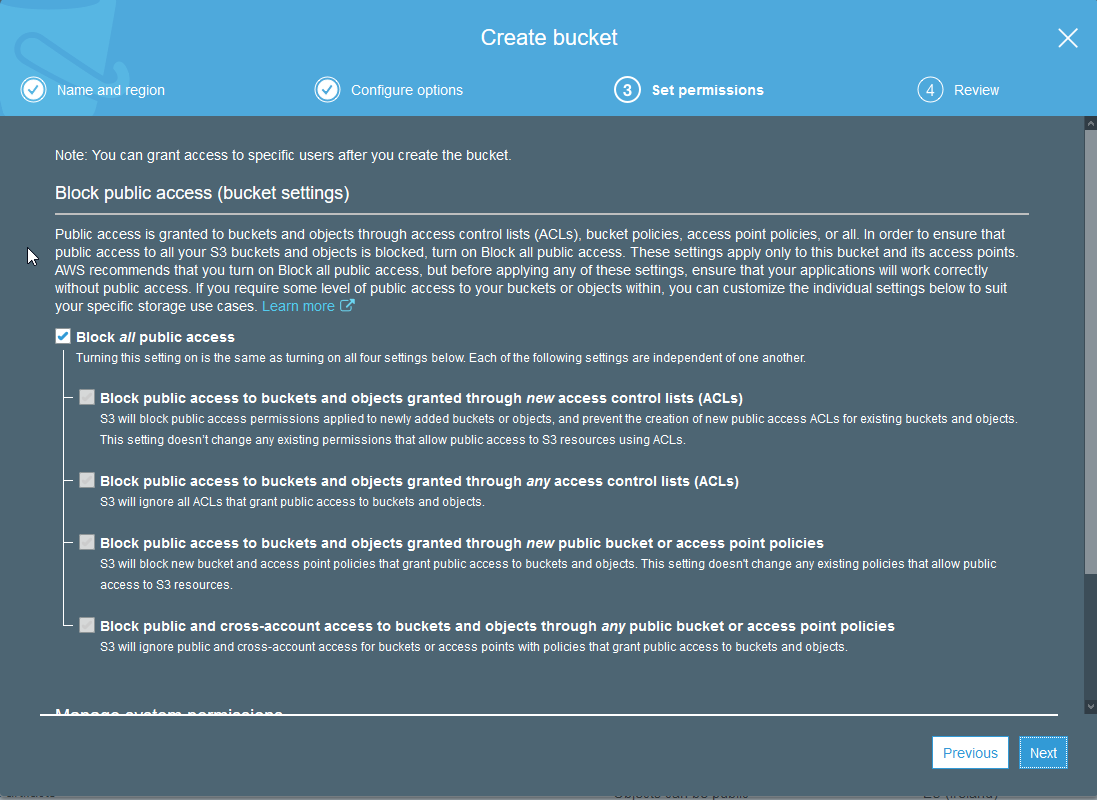 Create bucket
Name and region
Configure options
3 Set permissions
4 Review
Note: You can grant access to specific users after you create the bucket.
Block public access (bucket settings)
Public access is granted to buckets and objects through access control lists (ACLs), bucket policies, access point policies, or all. In order to ensure that
public access to all your S3 buckets and objects is blocked, turn on Block all public access. These settings apply only to this bucket and its access points.
AWS recommends that you turn on Block all public access, but before applying any of these settings, ensure that your applications will work correctly
without public access. If you require some level of public access to your buckets or objects within, you can customize the individual settings below to suit
your specific storage use cases. Learn more
Block all public access
Turning this setting on is the same as turning on all four settings below. Each of the following settings are independent of one another.
Block public access to buckets and objects granted through new access control lists (ACLs)
S3 will block public access permissions applied to newly added buckets or objects, and prevent the creation of new public access ACLs for existing buckets and objects.
This setting doesn't change any existing permissions that allow public access to S3 resources using ACLs.
Block public access to buckets and objects granted through any access control lists (ACLs)
S3 will ignore all ACLs that grant public access to buckets and objects.
Block public access to buckets and objects granted through new public bucket or access point policies
S3 will block new bucket and access point policies that grant public access to buckets and objects. This setting doesn't change any existing policies that allow public
access to S3 resources.
Block public and cross-account access to buckets and objects through any public bucket or access point policies
S3 will ignore public and cross-account access for buckets or access points with policies that grant public access to buckets and objects.
Manage system permissions
Previous
Next
Objects can be public
EU (Ireland)